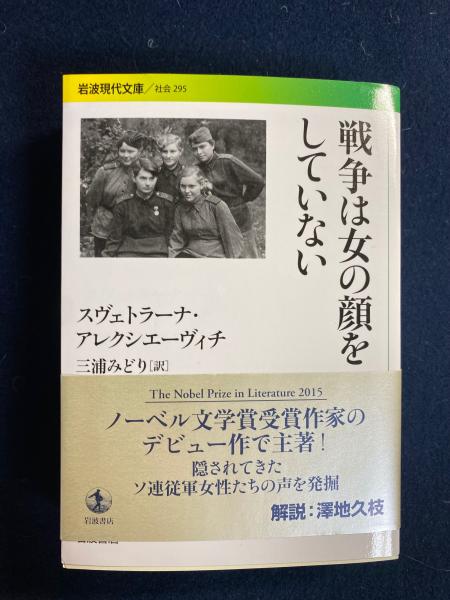 岩波現代文庫／社会 295
戦争は女の顔を
していない
スヴェトラーナ・
アレクシエーヴィチ
三浦みどり［訳］
The Nobel Prize in Literature 2015
ノーベル文学賞受賞作家の
デビュー作で主著！
隠されてきた
ソ連従軍女性たちの声を発掘
岩波書店
解説：澤地久枝